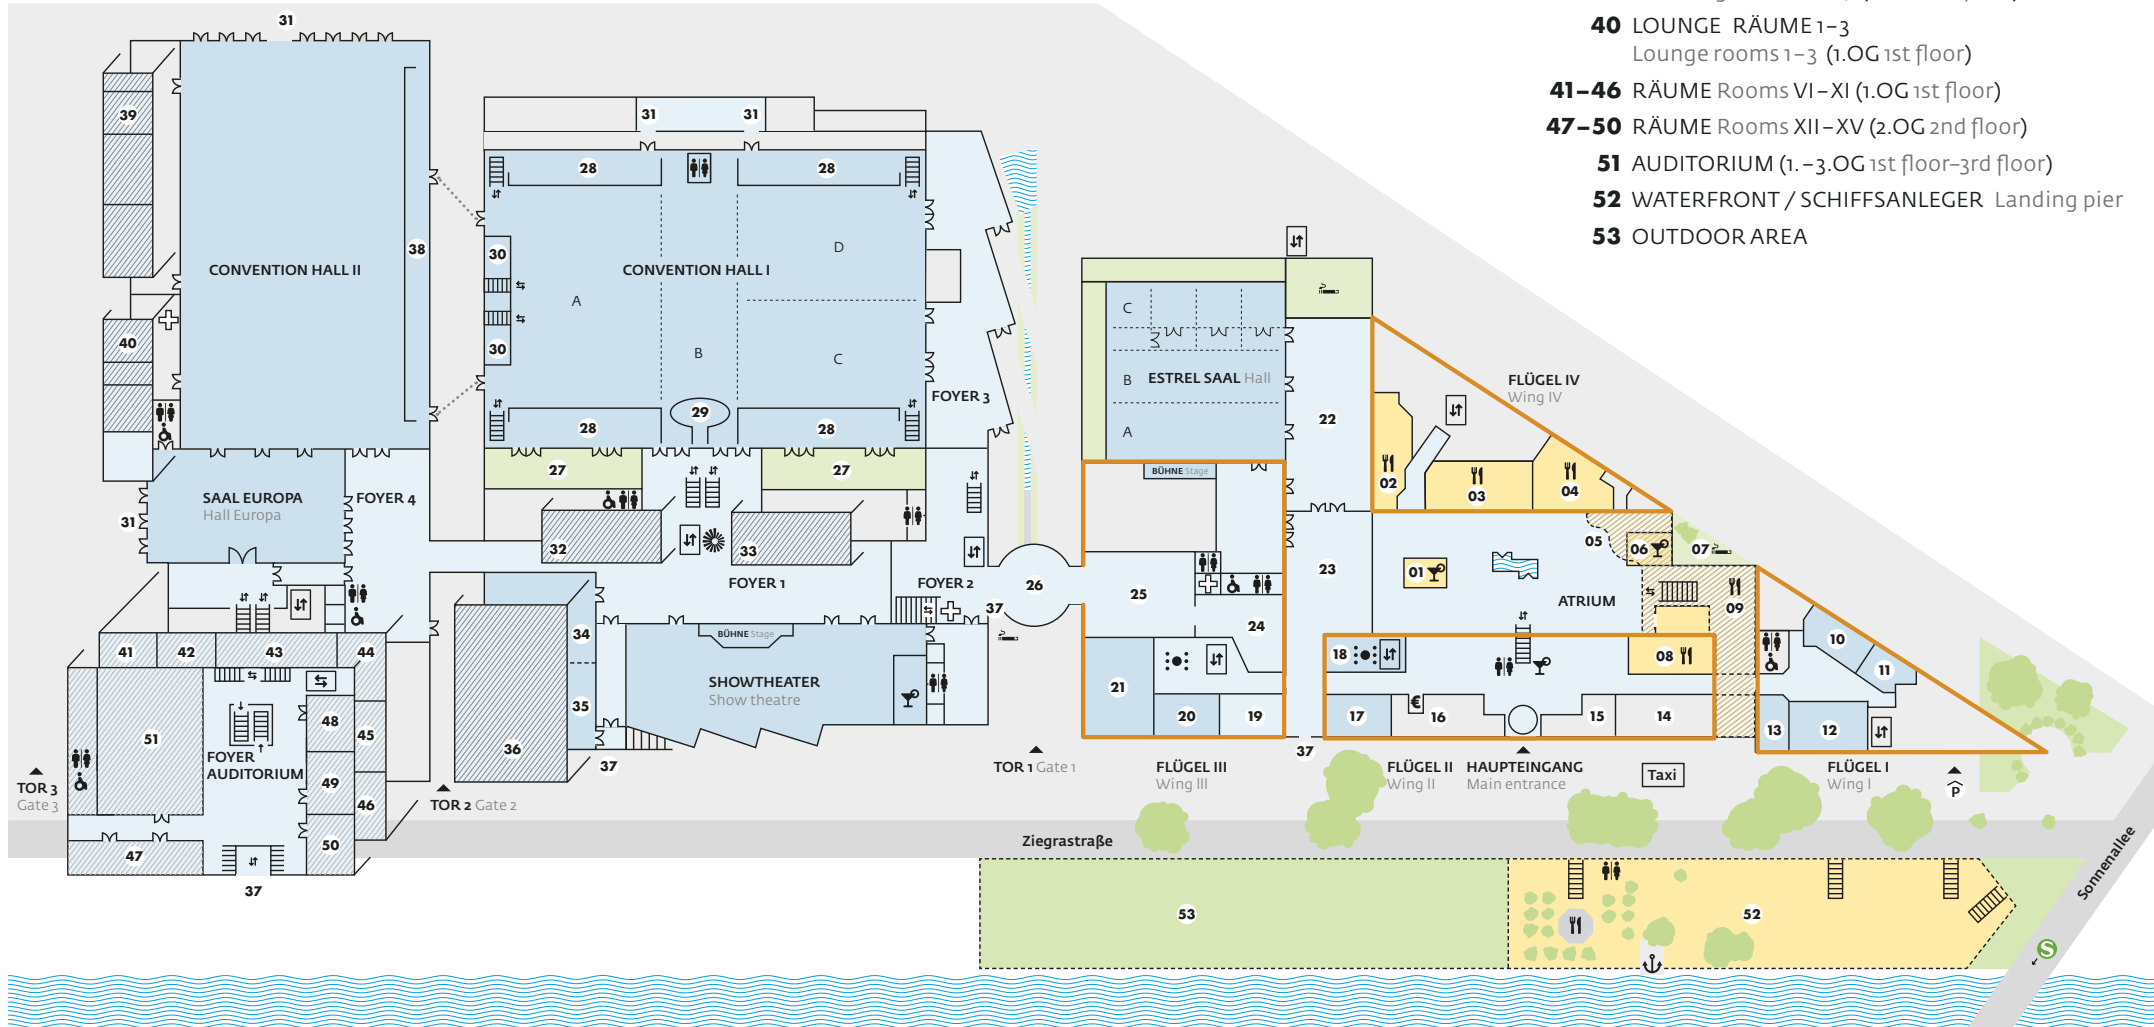 40 LOUNGE RÄUME 1–3
Lounge rooms 1–3 (1.OG 1st floor)
41–46 RÄUME Rooms VI–XI (1.OG 1st floor)
47–50 RÄUME Rooms XII–XV (2.OG 2nd floor)
51 AUDITORIUM (1.–3.OG 1st floor–3rd floor)
52 WATERFRONT / SCHIFFSANLEGER Landing pier
53 OUTDOOR AREA
31
39
CONVENTION HALL II
38
40
31
SAAL EUROPA
Hall Europa
FOYER 4
31
31
28
28
30
D
CONVENTION HALL I
A
30
B
C
29
28
28
FOYER 3
27
27
32
33
FOYER 1
FOYER 2
37
26
34
BÜHNE Stage
SHOWTHEATER
Show theatre
35
36
37
41
42
43
44
51
48
45
FOYER
AUDITORIUM
49
46
50
47
37
TOR 3
Gate 3
TOR 2 Gate 2
TOR 1 Gate 1
C
B
ESTREL SAAL Hall
A
22
BÜHNE Stage
25
24
21
20
19
23
37
FLÜGEL IV
Wing IV
02
03
04
05
06
07
01
ATRIUM
09
08
18
17
€
16
15
14
10
11
13
12
FLÜGEL III
Wing III
FLÜGEL II
Wing II
HAUPTEINGANG
Main entrance
Taxi
FLÜGEL I
Wing I
P
Ziegrastraße
Sonnenallee
53
52
S